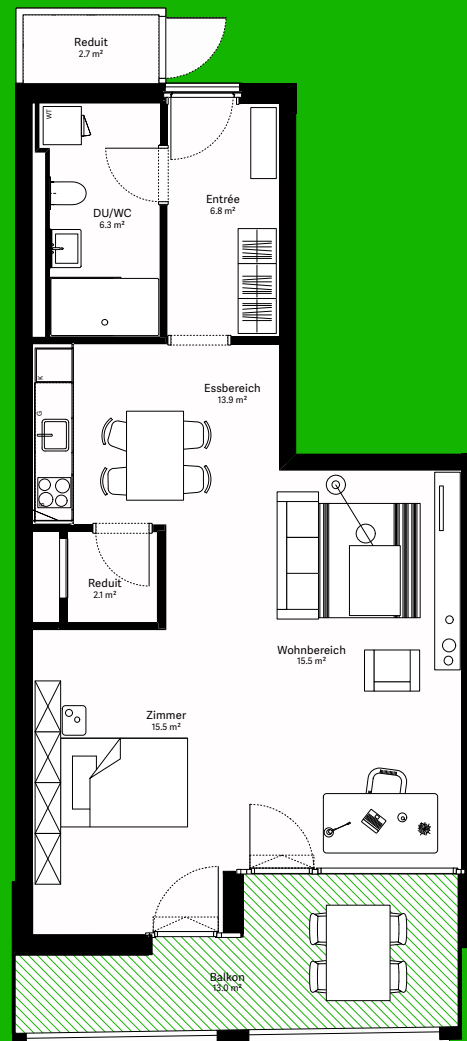 Reduit
2.7 m²
WT
Entrée
6.8 m²
DU/WC
6.3 m²
K
Essbereich
13.9 m²
G
Reduit
2.1 m²
Wohnbereich
15.5 m²
Zimmer
15.5 m²
Balkon
13.0 m²